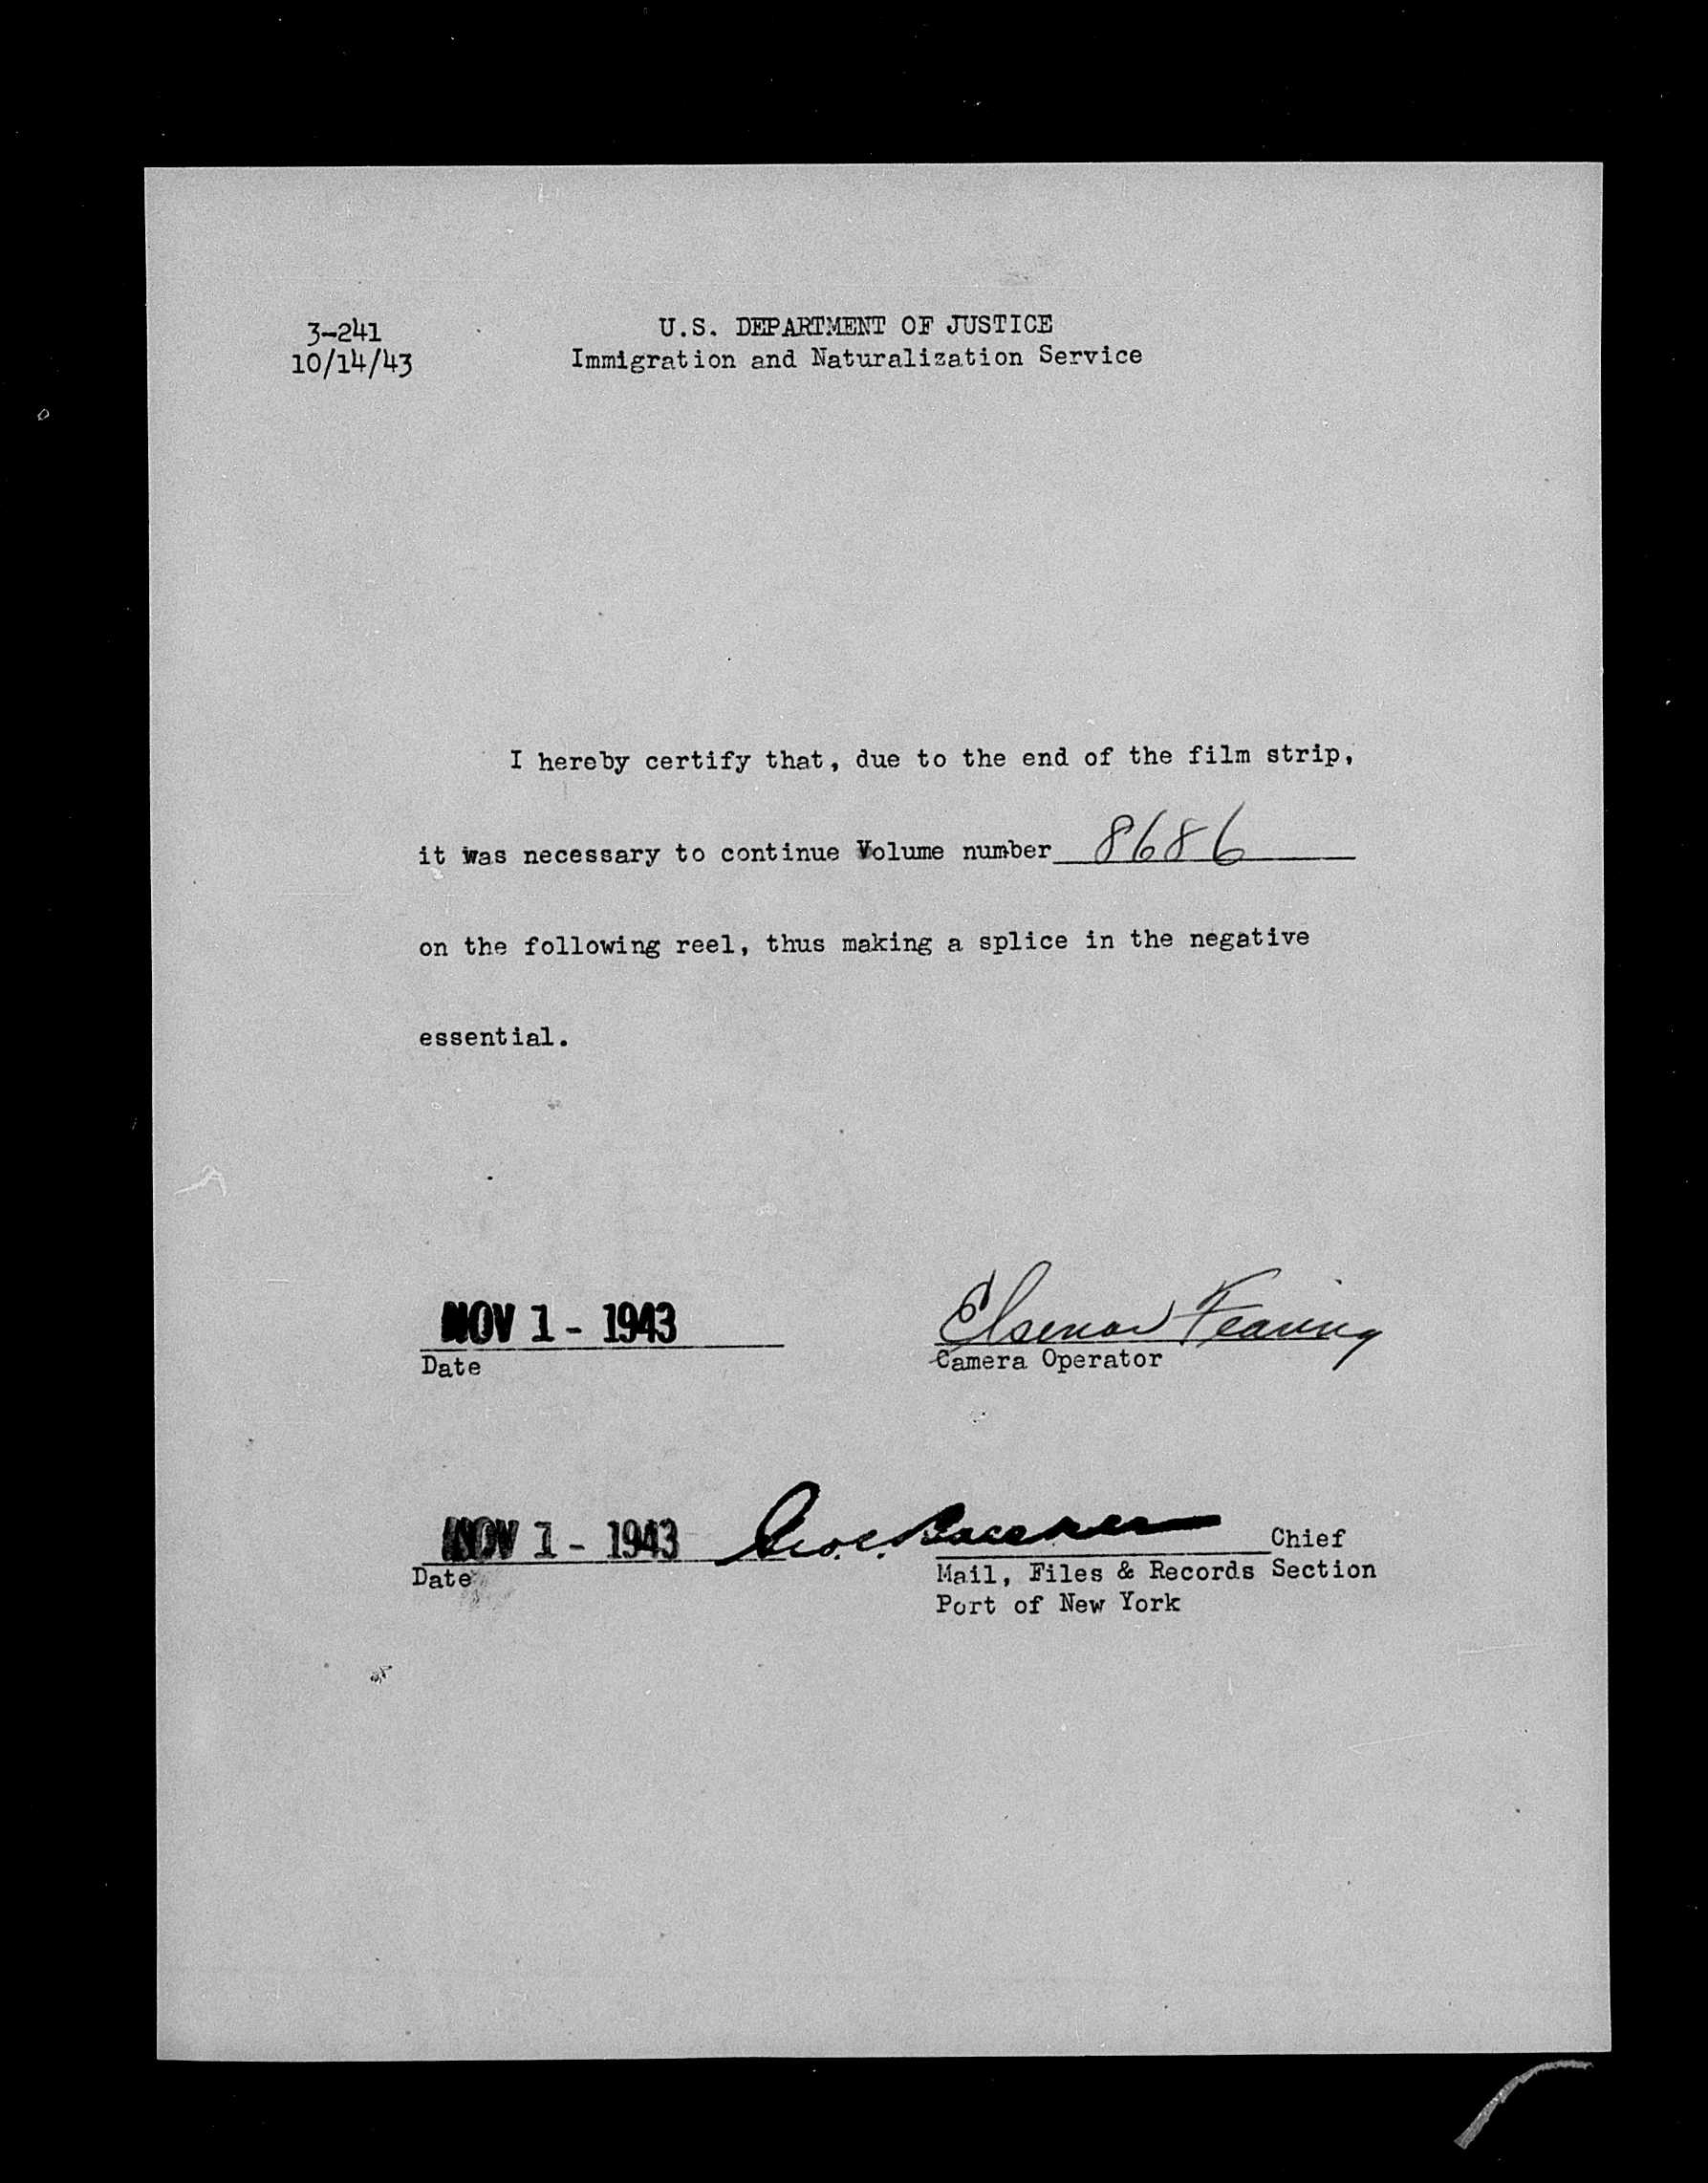 3-241
10/14/43
U.S. DEPARTMENT OF JUSTICE
Immigration and Naturalization Service
I hereby certify that, due to the end of the film strip,
it was necessary to continue Volume number 8686
on the following reel, thus making a splice in the negative
essential.
NOV 1 - 1943
Date
Fearing
Camera Operator
NOV 1 - 1943
Date
Geo. C.
Chief
Mail, Files & Records Section
Port of New York